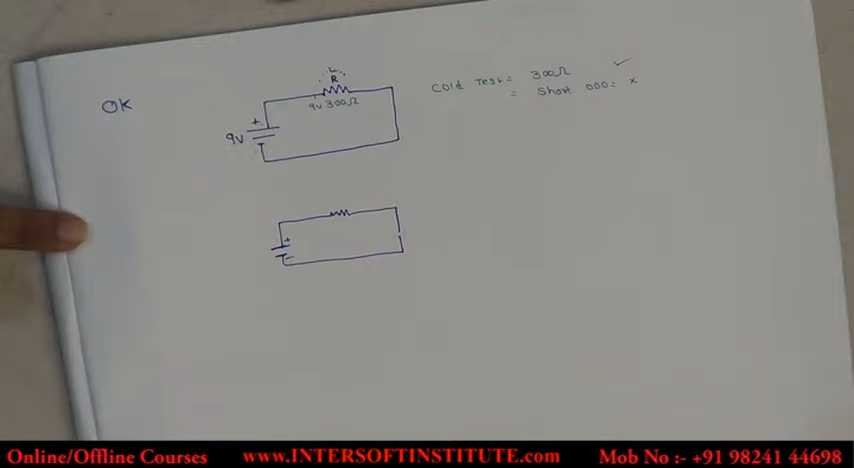 OK
R
9V 300Ω
+
9V
Cold Test = 300Ω ✓
= Short 000 = x
+
−
Online/Offline Courses www.INTERSOFTINSTITUTE.com Mob No :- +91 98241 44698